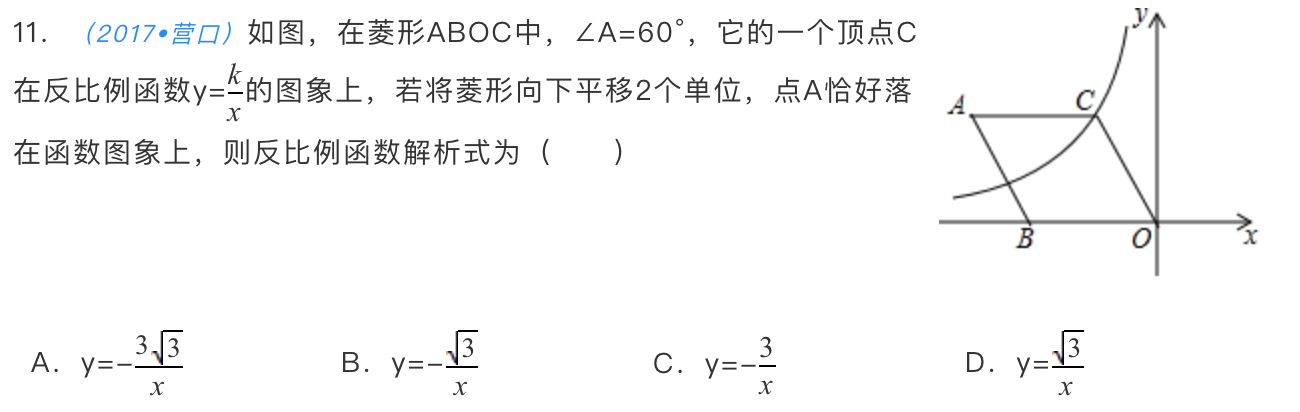 11. （2017•营口）如图，在菱形ABOC中，∠A=60°，它的一个顶点C
在反比例函数y=k/x的图象上，若将菱形向下平移2个单位，点A恰好落
在函数图象上，则反比例函数解析式为（　　）
y
A
C
B
O
x
A. y=-3√3/x　B. y=-√3/x　C. y=-3/x　D. y=√3/x